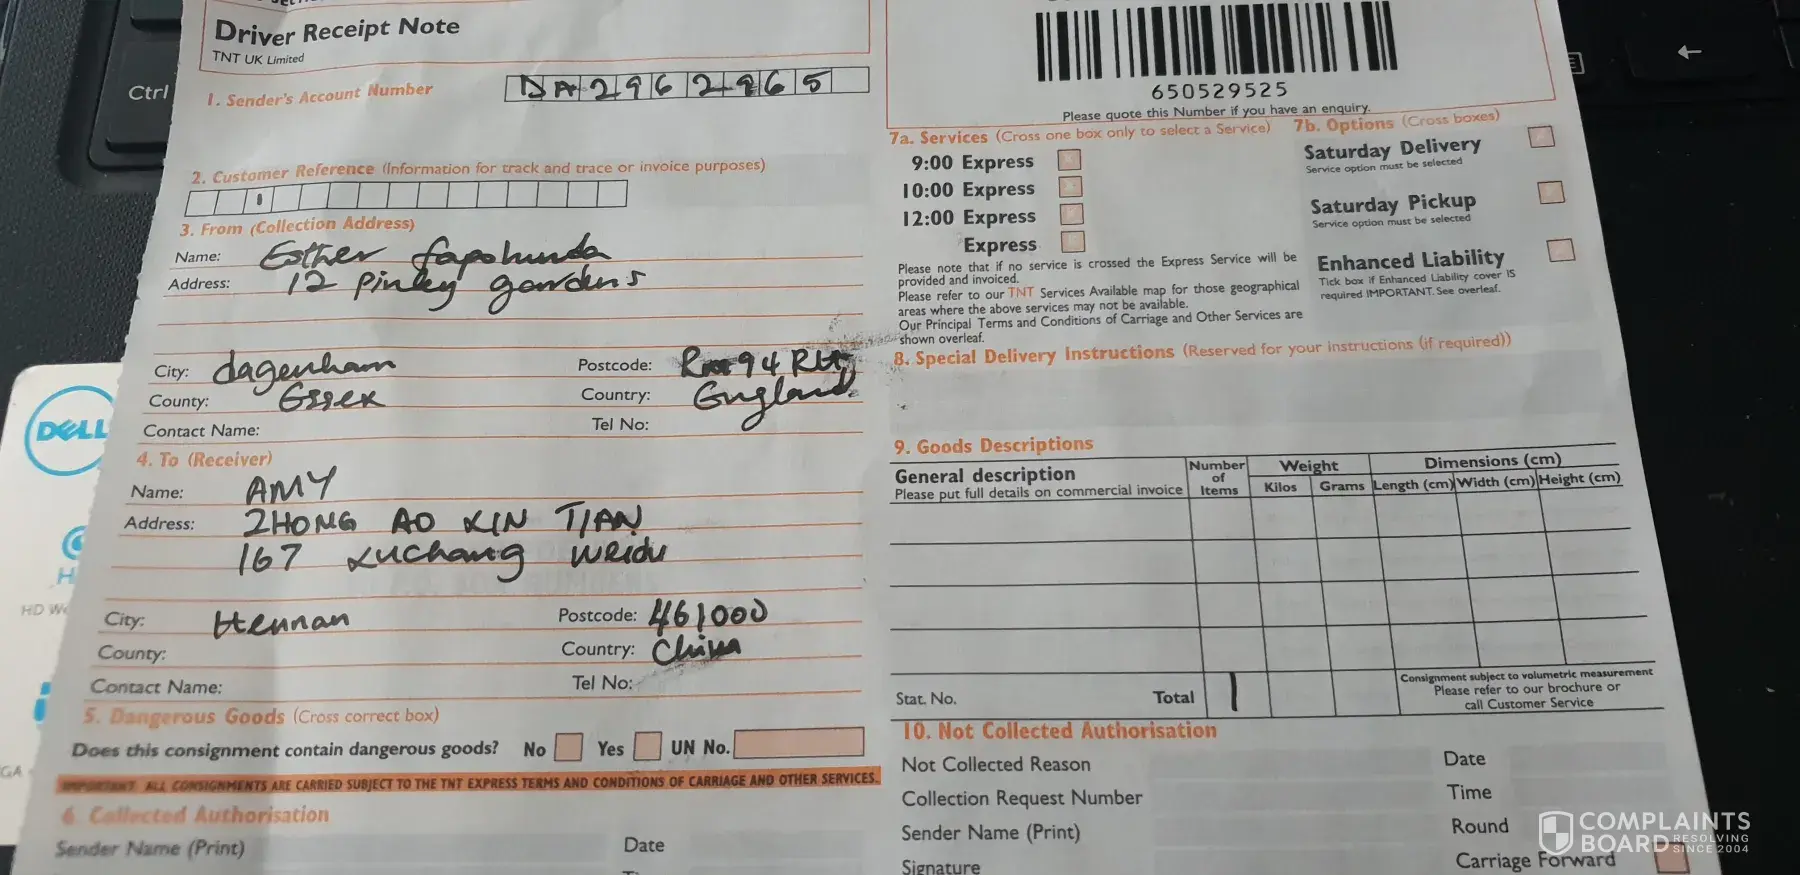 Driver Receipt Note
TNT UK Limited
1. Sender's Account Number
DA2962965
2. Customer Reference (Information for track and trace or invoice purposes)
3. From (Collection Address)
Name: Esther fapohunda
Address: 12 Pinley gardens
City: dagenham Postcode: RM94RH
County: Essex Country: England
Contact Name: Tel No:
4. To (Receiver)
Name: AMY
Address: ZHONG AO XIN TIAN
167 Xuchang Weidu
City: Hennan Postcode: 461000
County: Country: China
Contact Name: Tel No:
5. Dangerous Goods (Cross correct box)
Does this consignment contain dangerous goods? No Yes UN No.
IMPORTANT: ALL CONSIGNMENTS ARE CARRIED SUBJECT TO THE TNT EXPRESS TERMS AND CONDITIONS OF CARRIAGE AND OTHER SERVICES.
6. Collected Authorisation
Sender Name (Print) Date
650529525
Please quote this Number if you have an enquiry.
7a. Services (Cross one box only to select a Service)
9:00 Express
10:00 Express
12:00 Express
Express
Please note that if no service is crossed the Express Service will be
provided and invoiced.
Please refer to our TNT Services Available map for those geographical
areas where the above services may not be available.
Our Principal Terms and Conditions of Carriage and Other Services are
shown overleaf.
7b. Options (Cross boxes)
Saturday Delivery
Service option must be selected
Saturday Pickup
Service option must be selected
Enhanced Liability
Tick box if Enhanced Liability cover IS
required IMPORTANT. See overleaf.
8. Special Delivery Instructions (Reserved for your instructions (if required))
9. Goods Descriptions
General description
Please put full details on commercial invoice
Number
of
Items
Weight
Kilos Grams
Dimensions (cm)
Length (cm) Width (cm) Height (cm)
Stat. No. Total 1
Consignment subject to volumetric measurement
Please refer to our brochure or
call Customer Service
10. Not Collected Authorisation
Not Collected Reason Date
Collection Request Number Time
Sender Name (Print) Round
Signature Carriage Forward
Ctrl
DELL
HD
COMPLAINTS
BOARD RESOLVING
SINCE 2004